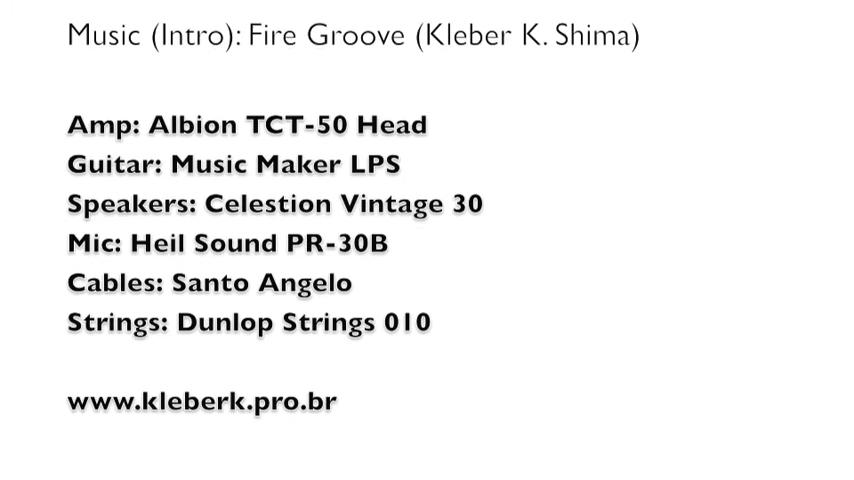 Music (Intro): Fire Groove (Kleber K. Shima)
Amp: Albion TCT-50 Head
Guitar: Music Maker LPS
Speakers: Celestion Vintage 30
Mic: Heil Sound PR-30B
Cables: Santo Angelo
Strings: Dunlop Strings 010
www.kleberk.pro.br